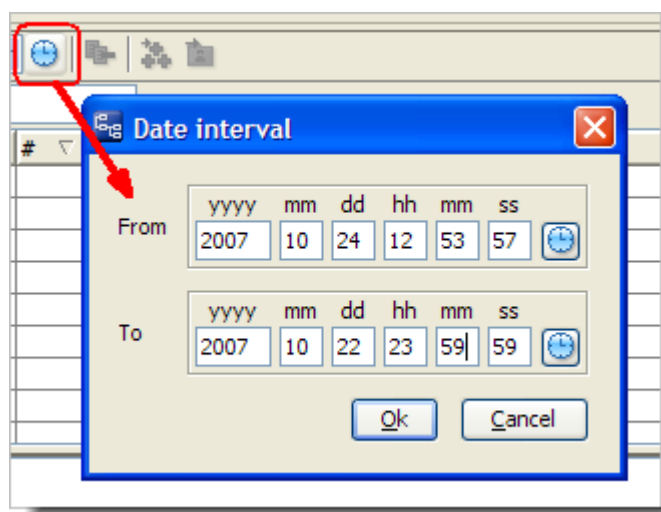 Date interval
#
yyyy mm dd hh mm ss
From 2007 10 24 12 53 57
yyyy mm dd hh mm ss
To 2007 10 22 23 59 59
Ok Cancel